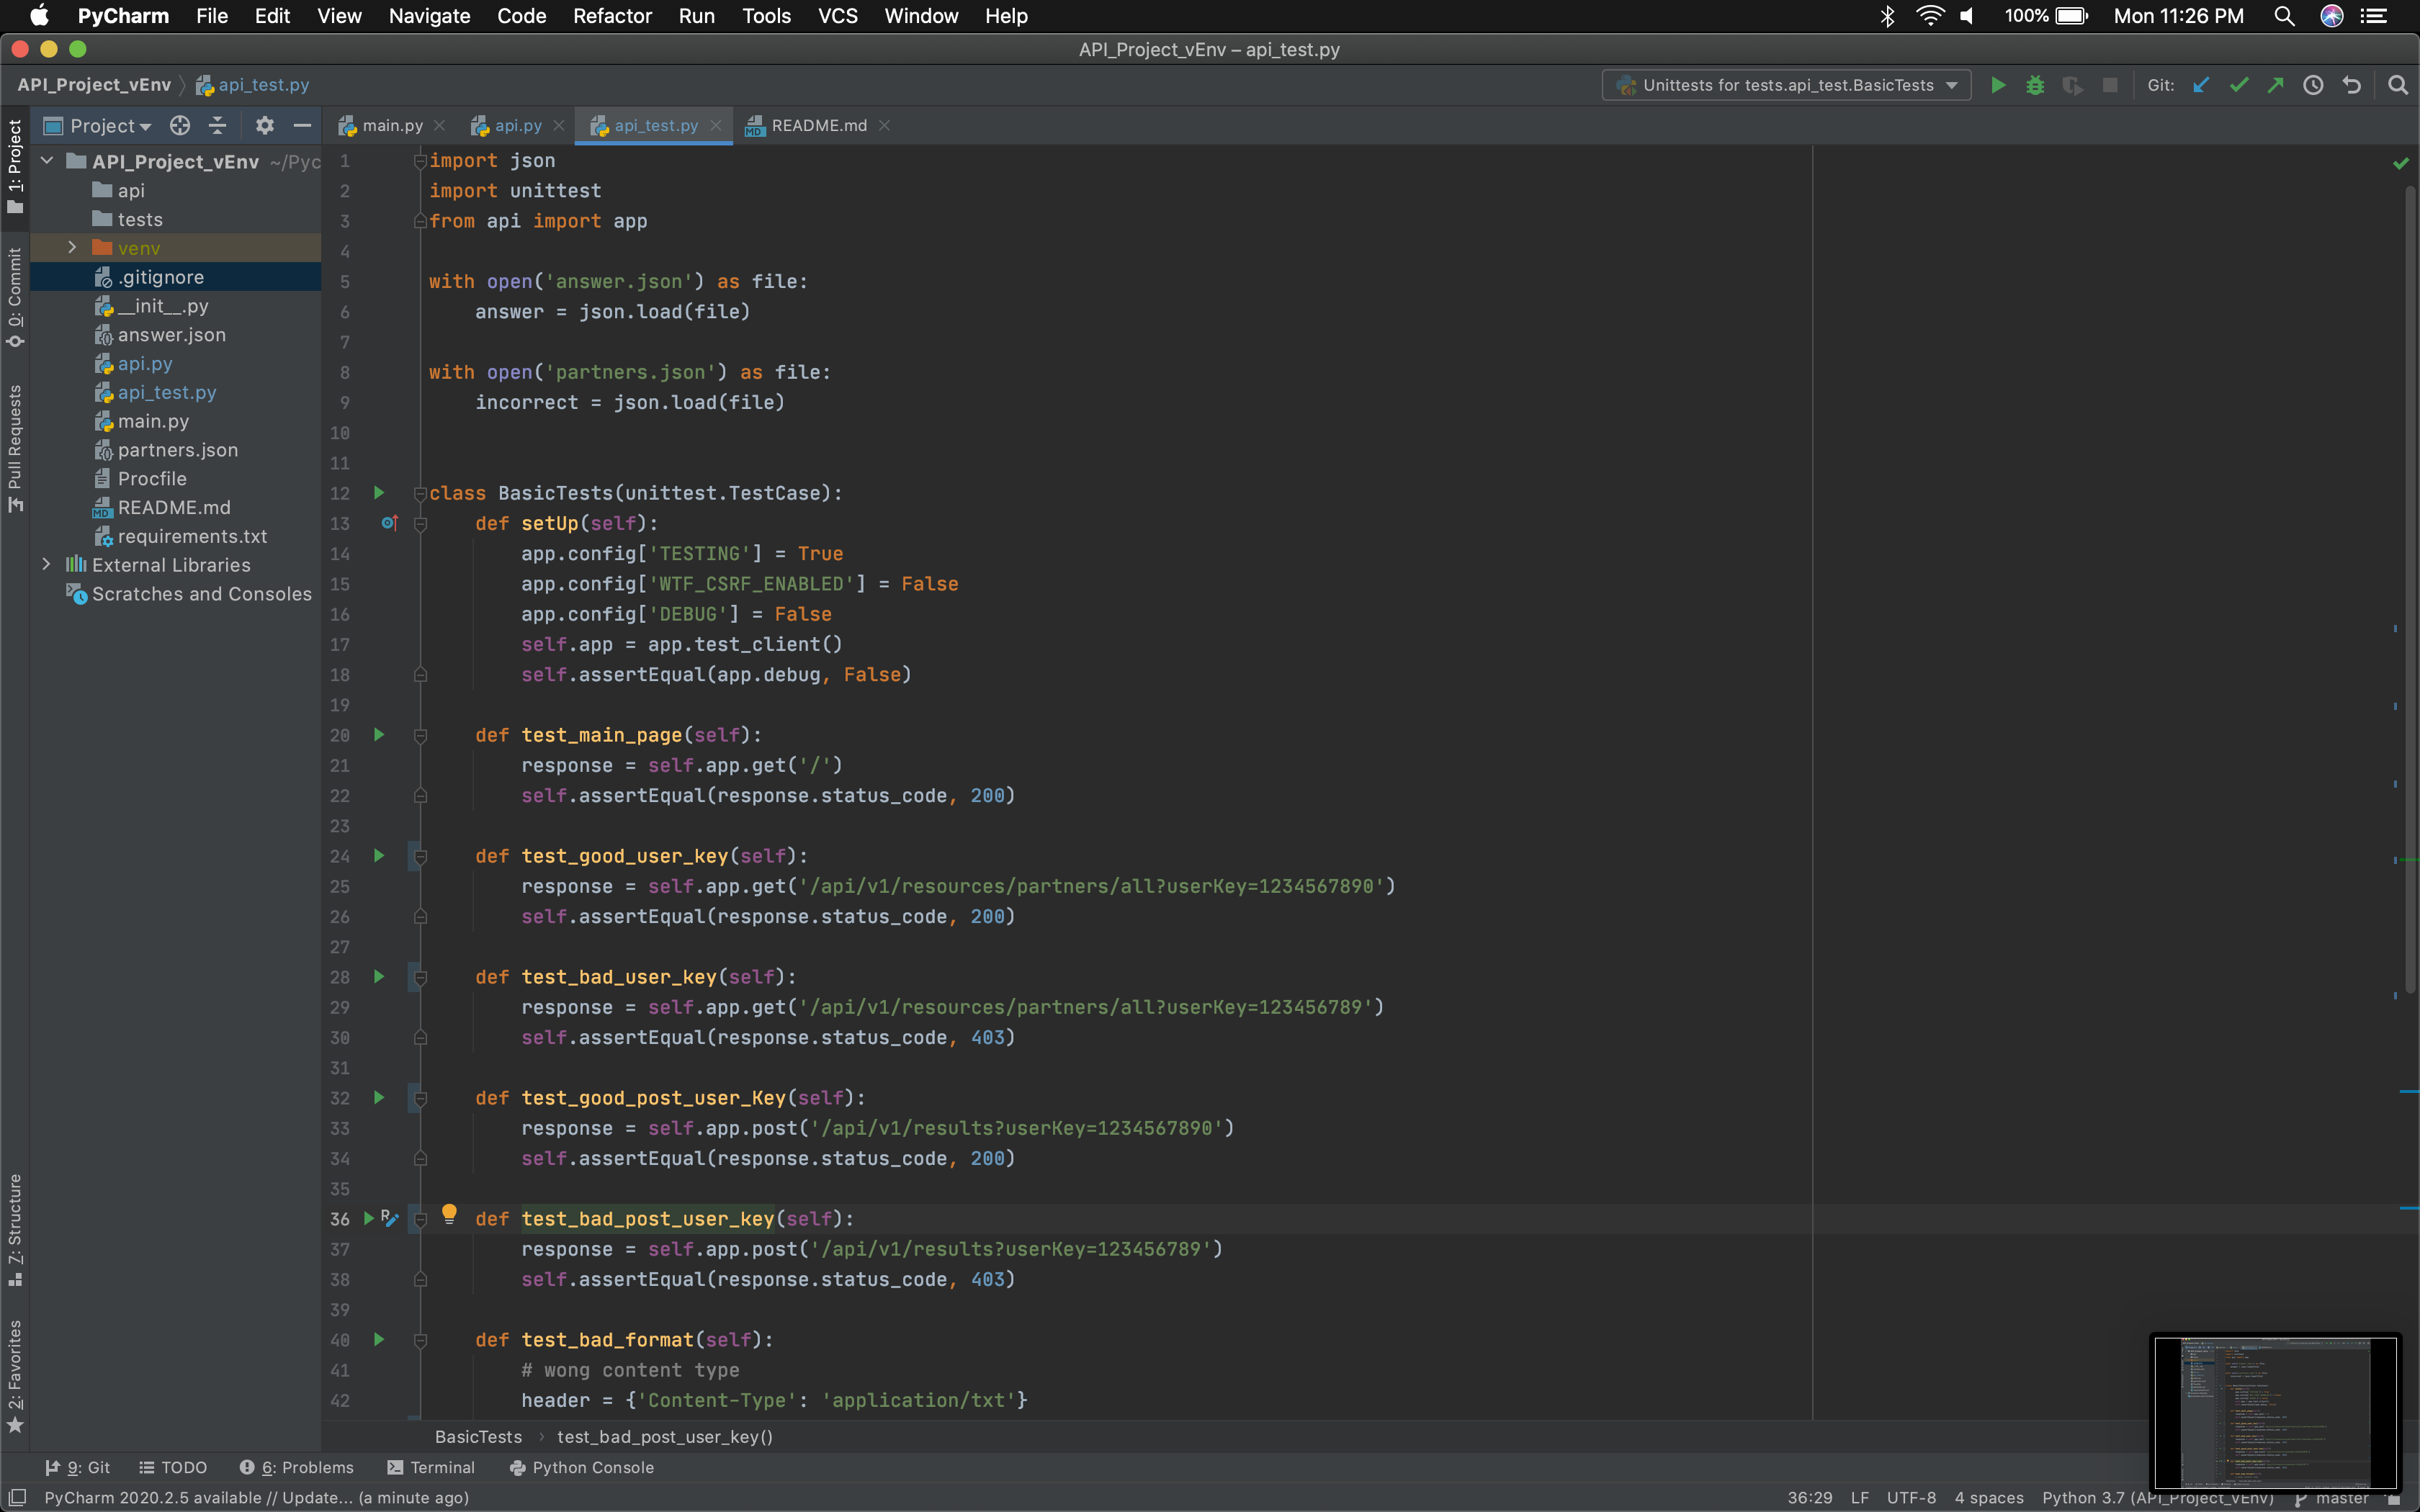 PyCharm File Edit View Navigate Code Refactor Run Tools VCS Window Help 100% Mon 11:26 PM
API_Project_vEnv – api_test.py
API_Project_vEnv api_test.py Unittests for tests.api_test.BasicTests Git:
Project main.py api.py api_test.py README.md
1: Project
0: Commit
Pull Requests
Z: Structure
2: Favorites
API_Project_vEnv ~/Pyc
api
tests
venv
.gitignore
__init__.py
answer.json
api.py
api_test.py
main.py
partners.json
Procfile
README.md
requirements.txt
External Libraries
Scratches and Consoles
1 import json
2 import unittest
3 from api import app
4
5 with open('answer.json') as file:
6     answer = json.load(file)
7
8 with open('partners.json') as file:
9     incorrect = json.load(file)
10
11
12 class BasicTests(unittest.TestCase):
13     def setUp(self):
14         app.config['TESTING'] = True
15         app.config['WTF_CSRF_ENABLED'] = False
16         app.config['DEBUG'] = False
17         self.app = app.test_client()
18         self.assertEqual(app.debug, False)
19
20     def test_main_page(self):
21         response = self.app.get('/')
22         self.assertEqual(response.status_code, 200)
23
24     def test_good_user_key(self):
25         response = self.app.get('/api/v1/resources/partners/all?userKey=1234567890')
26         self.assertEqual(response.status_code, 200)
27
28     def test_bad_user_key(self):
29         response = self.app.get('/api/v1/resources/partners/all?userKey=123456789')
30         self.assertEqual(response.status_code, 403)
31
32     def test_good_post_user_Key(self):
33         response = self.app.post('/api/v1/results?userKey=1234567890')
34         self.assertEqual(response.status_code, 200)
35
36     def test_bad_post_user_key(self):
37         response = self.app.post('/api/v1/results?userKey=123456789')
38         self.assertEqual(response.status_code, 403)
39
40     def test_bad_format(self):
41         # wong content type
42         header = {'Content-Type': 'application/txt'}
BasicTests test_bad_post_user_key()
9: Git TODO 6: Problems Terminal Python Console
PyCharm 2020.2.5 available // Update... (a minute ago) 36:29 LF UTF-8 4 spaces Python 3.7 (API_Project_vEnv) master